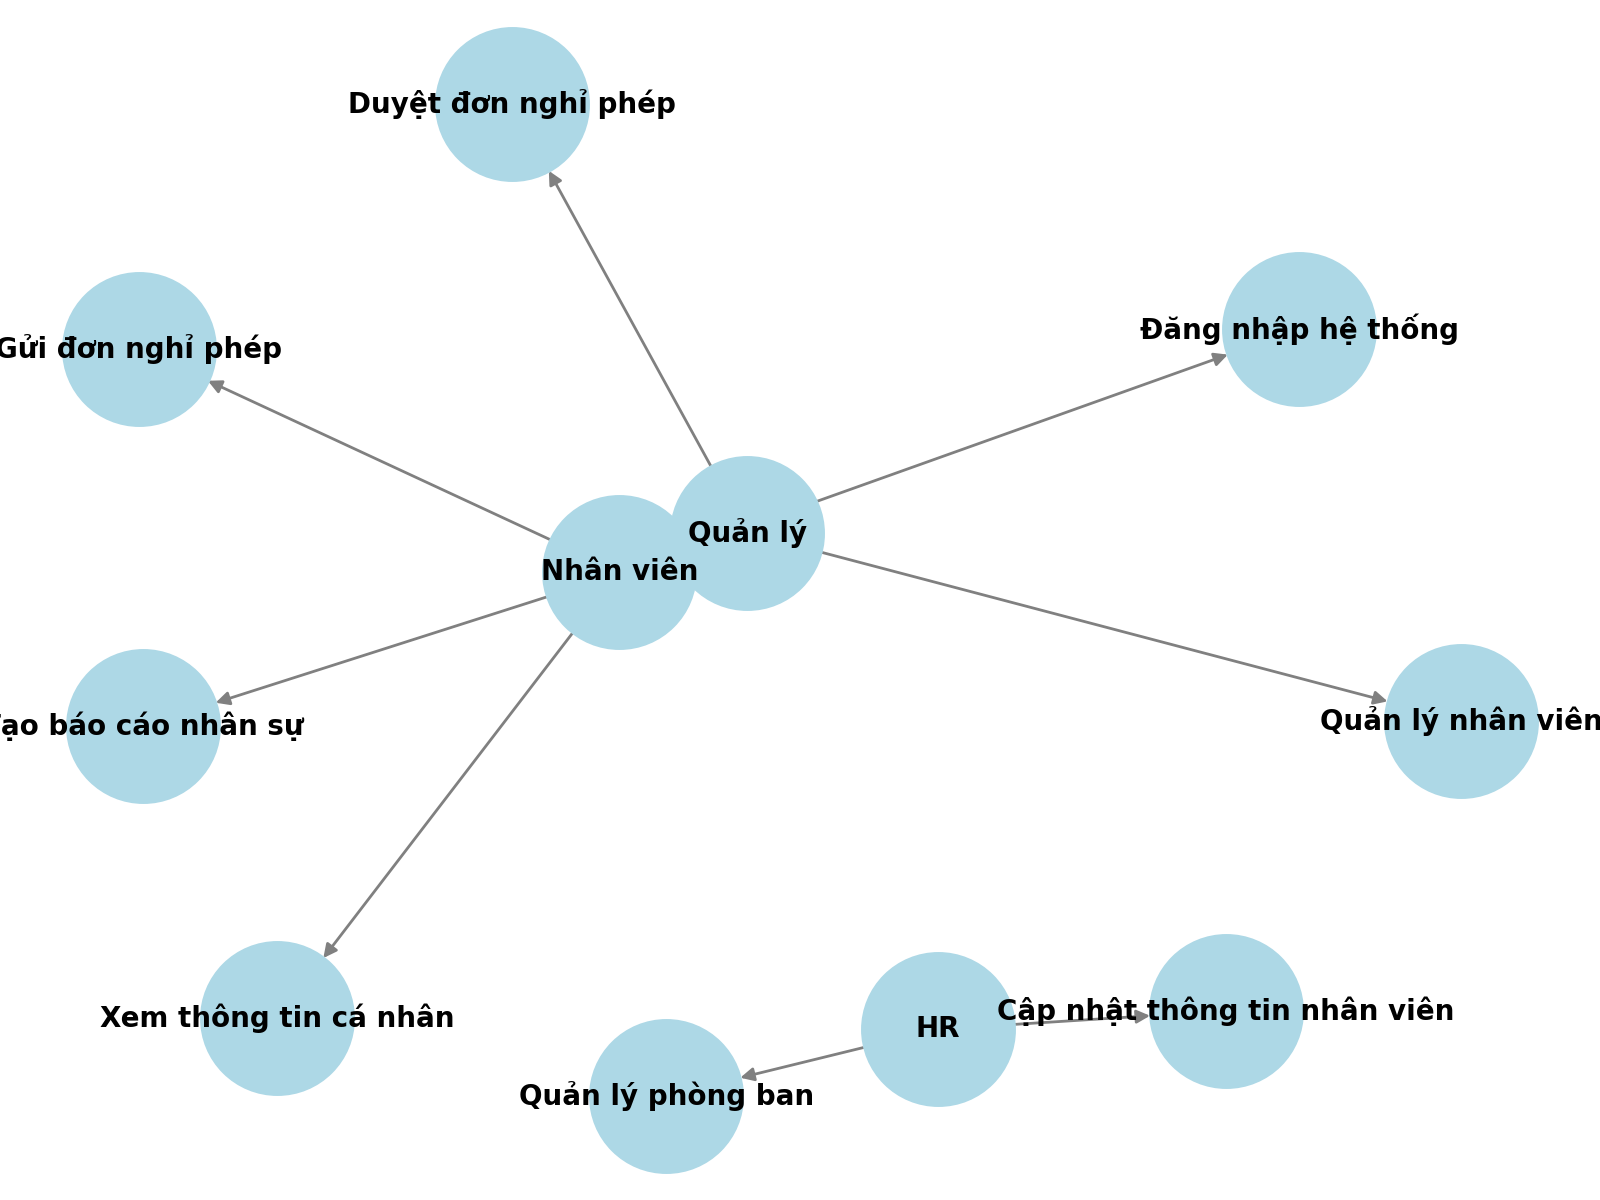 Duyệt đơn nghỉ phép
Đăng nhập hệ thống
Gửi đơn nghỉ phép
Quản lý
Nhân viên
Quản lý nhân viên
ạo báo cáo nhân sự
Xem thông tin cá nhân
Cập nhật thông tin nhân viên
HR
Quản lý phòng ban